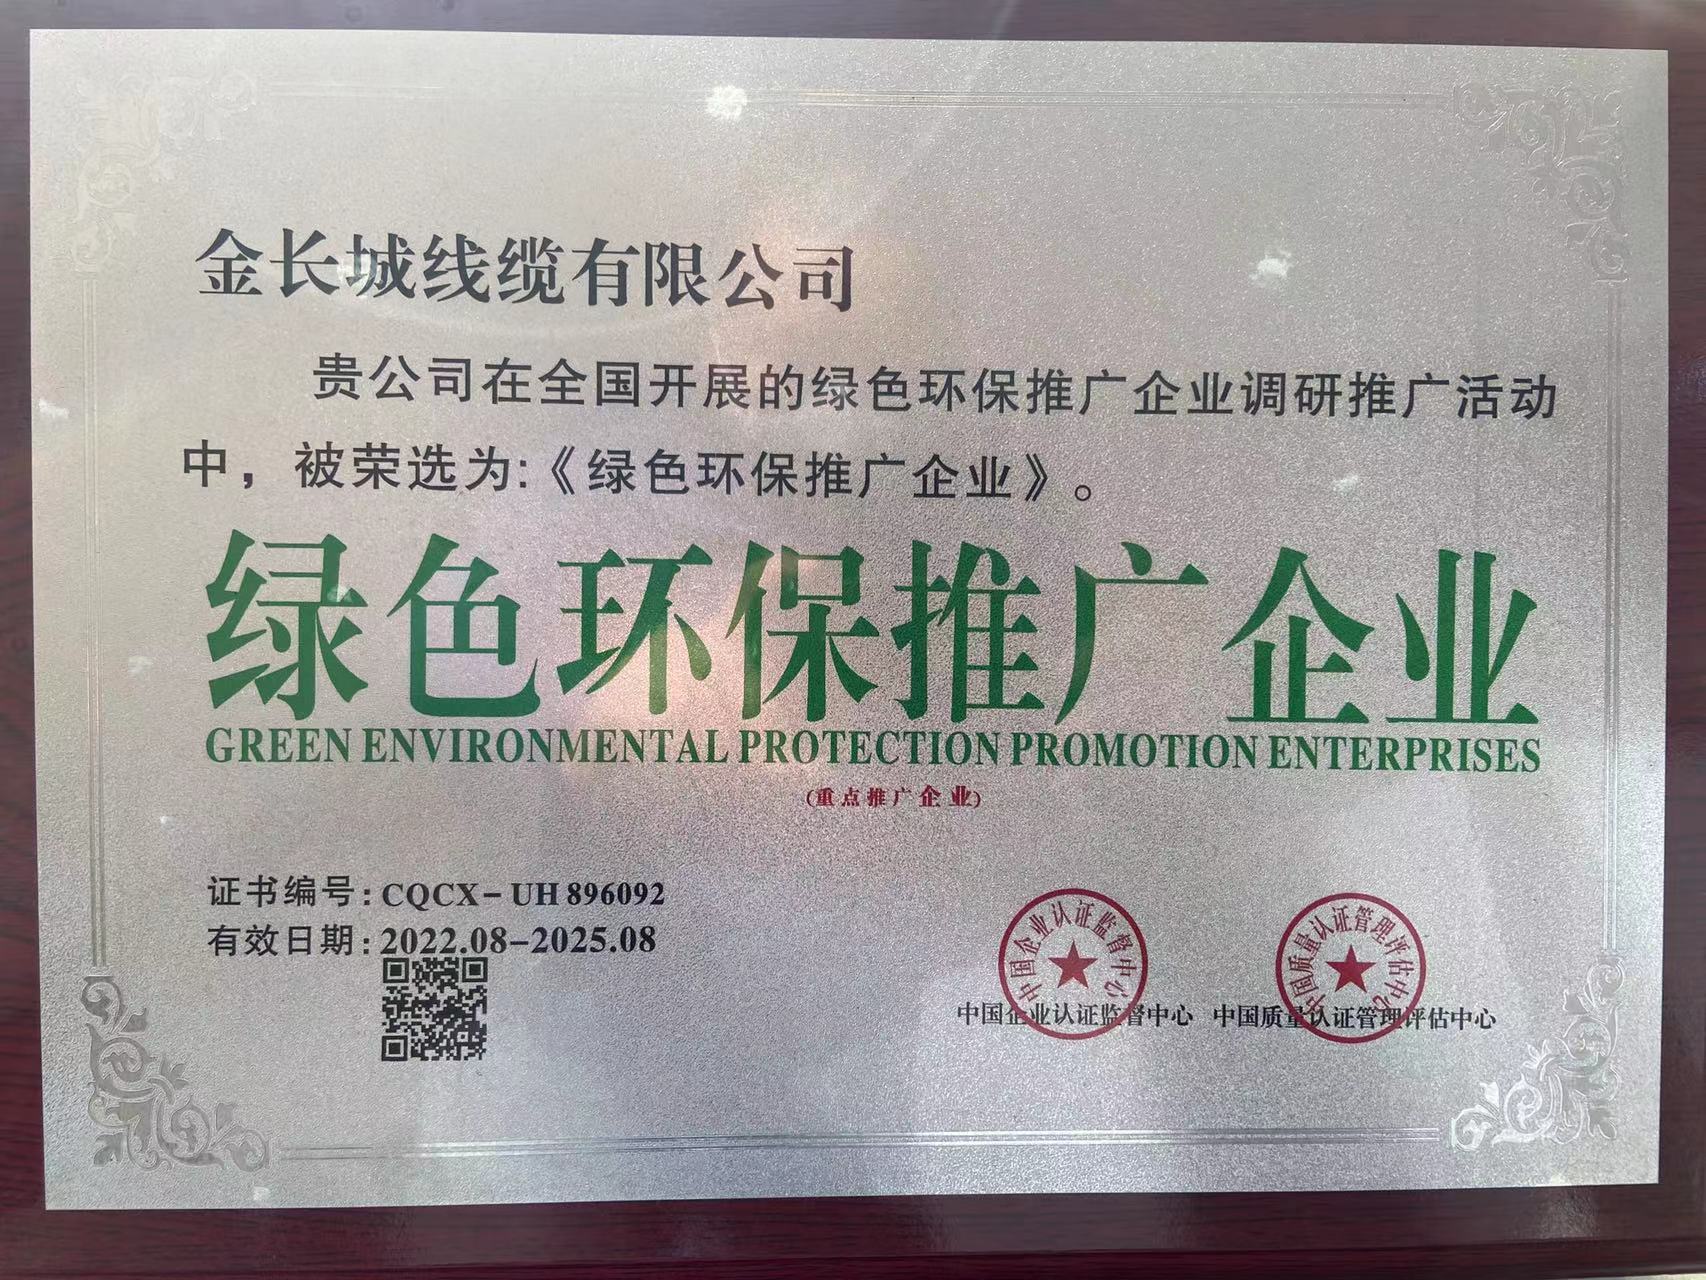 金长城线缆有限公司
贵公司在全国开展的绿色环保推广企业调研推广活动
中，被荣选为:《绿色环保推广企业》。
绿色环保推广企业
GREEN ENVIRONMENTAL PROTECTION PROMOTION ENTERPRISES
(重点推广企业)
证书编号:CQCX-UH896092
有效日期:2022.08-2025.08
中国企业认证监督中心
中国质量认证管理评估中心
中国企业认证监督中心 中国质量认证管理评估中心